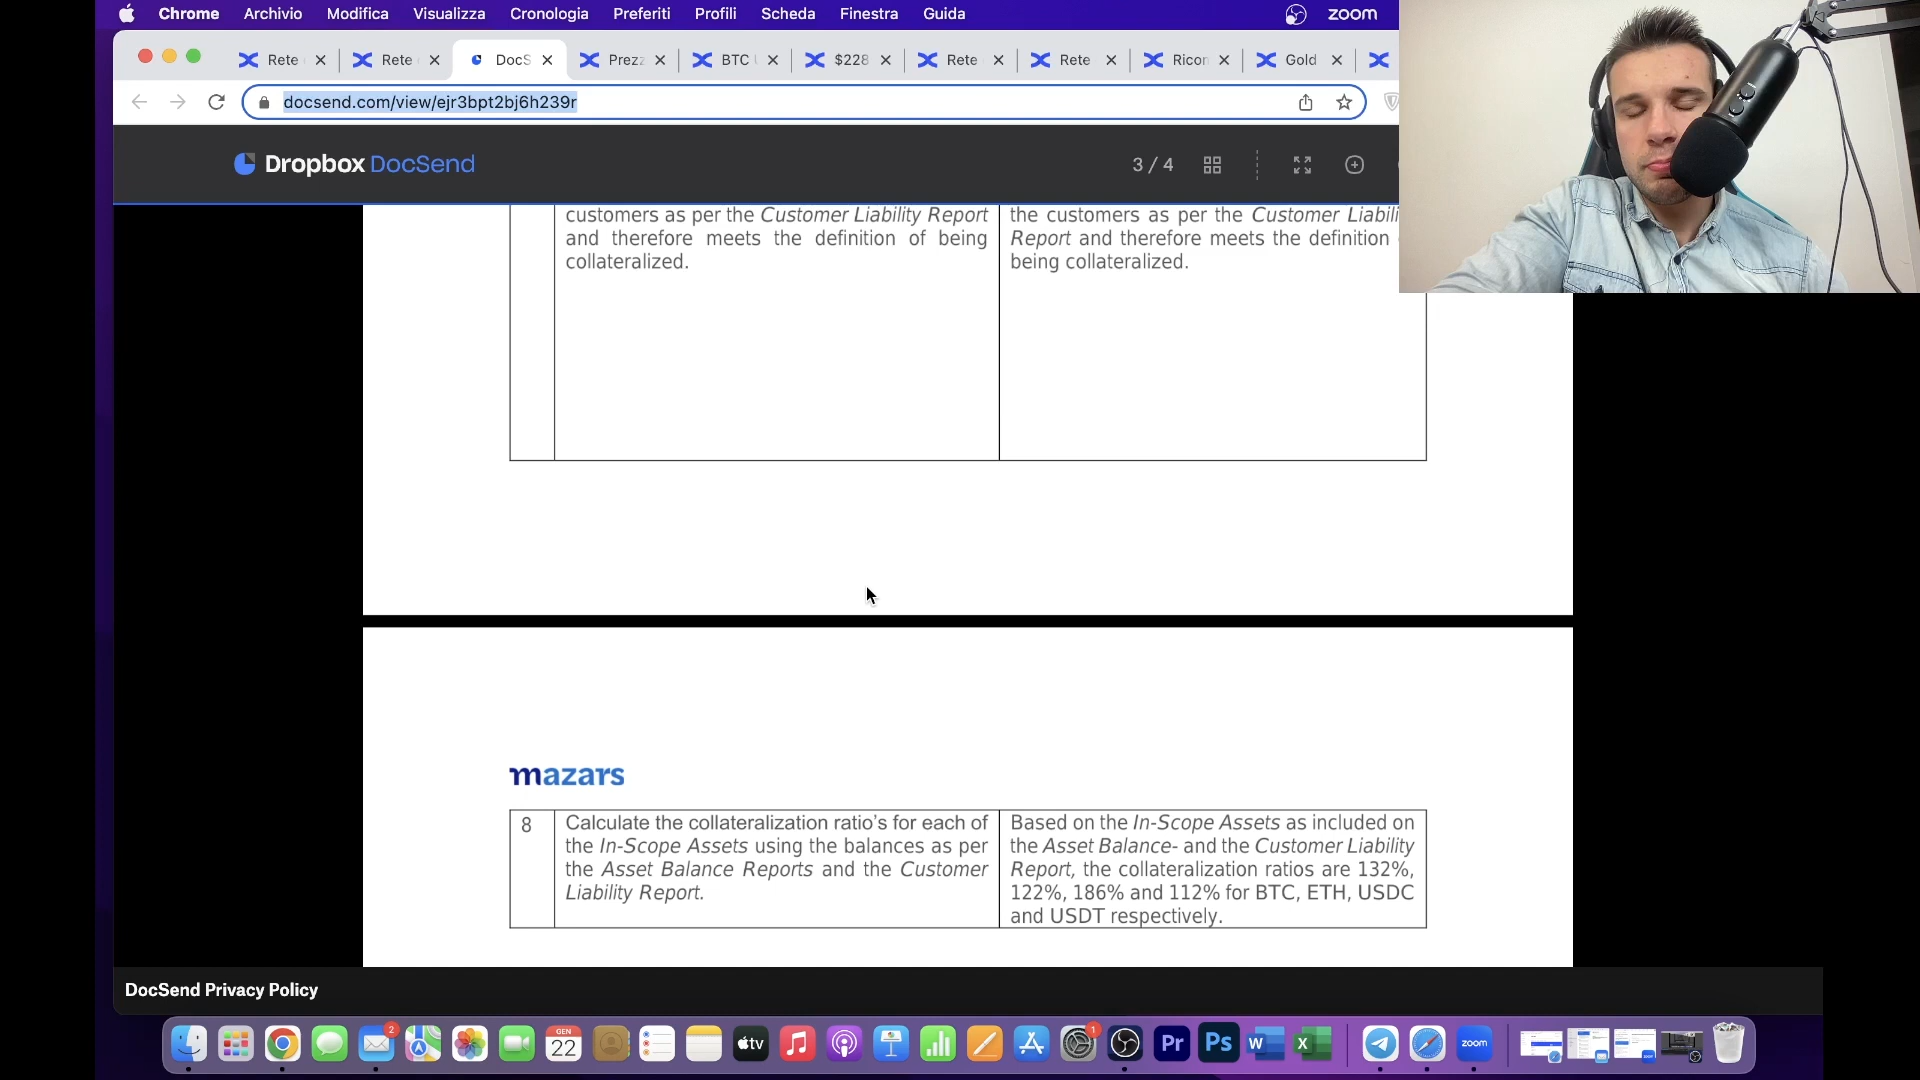 Chrome Archivio Modifica Visualizza Cronologia Preferiti Profili Scheda Finestra Guida zoom
Rete Rete DocS Prezz BTC $228 Rete Rete Ricon Gold
docsend.com/view/ejr3bpt2bj6h239r
Dropbox DocSend 3 / 4
customers as per the Customer Liability Report
and therefore meets the definition of being
collateralized.
the customers as per the Customer Liabili
Report and therefore meets the definition
being collateralized.
mazars
8
Calculate the collateralization ratio's for each of
the In-Scope Assets using the balances as per
the Asset Balance Reports and the Customer
Liability Report.
Based on the In-Scope Assets as included on
the Asset Balance- and the Customer Liability
Report, the collateralization ratios are 132%,
122%, 186% and 112% for BTC, ETH, USDC
and USDT respectively.
DocSend Privacy Policy
2 GEN 22 tv 1 Pr Ps W X zoom